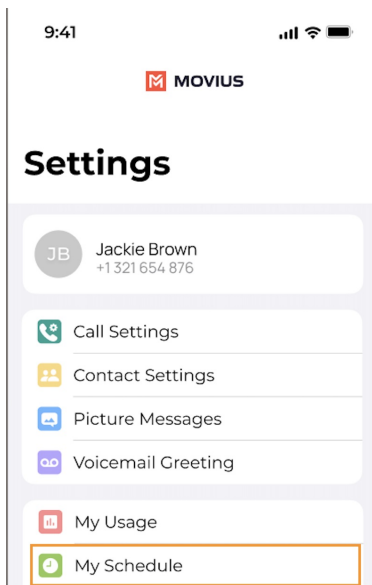 9:41
MOVIUS
Settings
JB
Jackie Brown
+1 321 654 876
Call Settings
Contact Settings
Picture Messages
Voicemail Greeting
My Usage
My Schedule